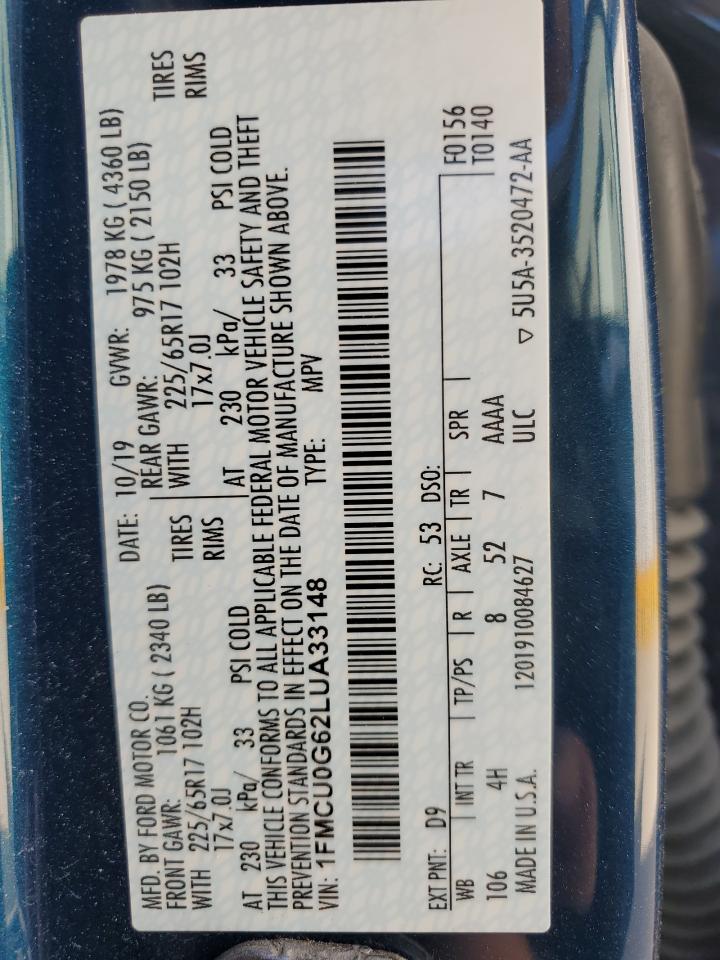 MFD. BY FORD MOTOR CO. DATE: 10/19 GVWR: 1978 KG ( 4360 LB)
FRONT GAWR: 1061 KG ( 2340 LB) REAR GAWR: 975 KG ( 2150 LB)
WITH 225/65R17 102H TIRES WITH 225/65R17 102H TIRES
17x7.0J RIMS 17x7.0J RIMS
AT 230 kPa/ 33 PSI COLD AT 230 kPa/ 33 PSI COLD
THIS VEHICLE CONFORMS TO ALL APPLICABLE FEDERAL MOTOR VEHICLE SAFETY AND THEFT
PREVENTION STANDARDS IN EFFECT ON THE DATE OF MANUFACTURE SHOWN ABOVE.
VIN: 1FMCU0G62LUA33148 TYPE: MPV
EXT PNT: D9 RC: 53 DSO: F0156
WB INT TR TP/PS R AXLE TR SPR T0140
106 4H 8 52 7 AAAA
MADE IN U.S.A. 1201910084627 ULC ▽ 5U5A-3520472-AA